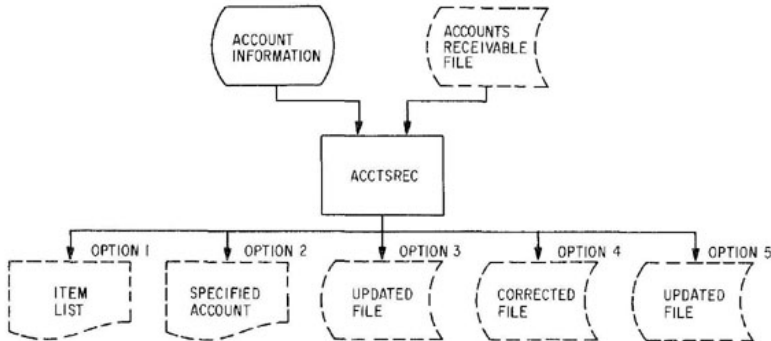 ACCOUNT
INFORMATION
ACCOUNTS
RECEIVABLE
FILE
ACCTSREC
OPTION 1
OPTION 2
OPTION 3
OPTION 4
OPTION 5
ITEM
LIST
SPECIFIED
ACCOUNT
UPDATED
FILE
CORRECTED
FILE
UPDATED
FILE